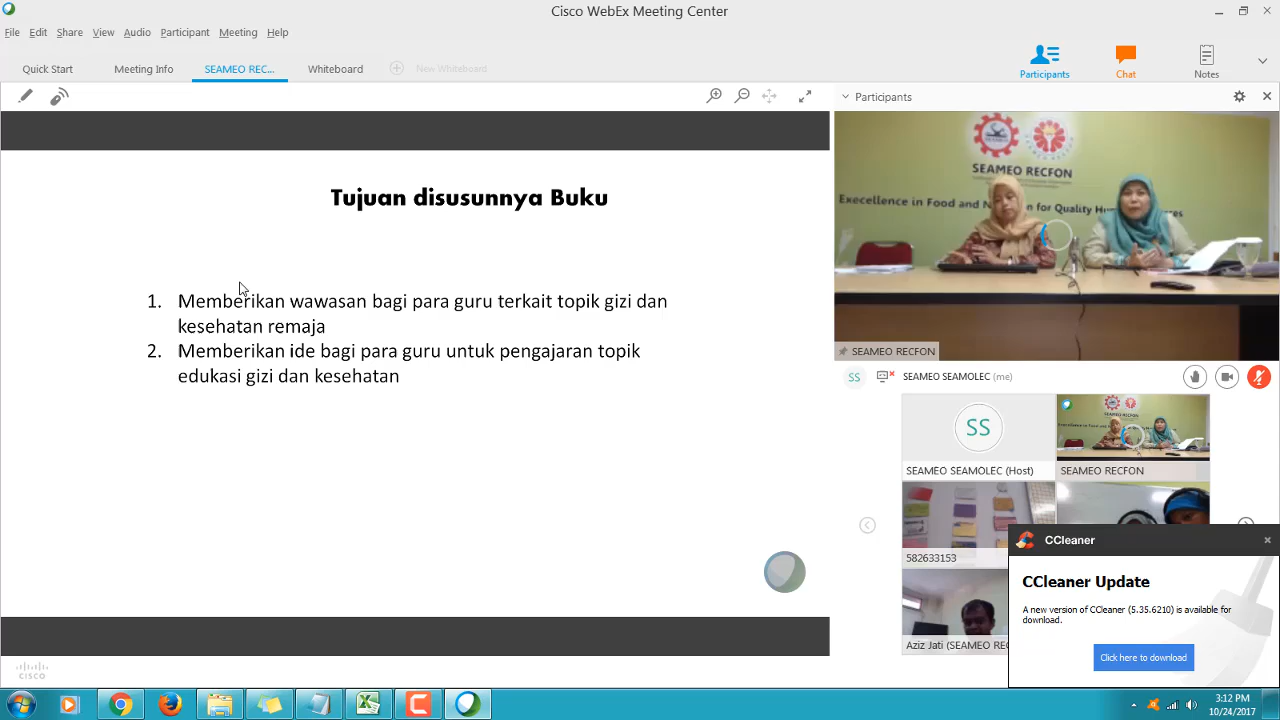 Cisco WebEx Meeting Center
File Edit Share View Audio Participant Meeting Help
Quick Start Meeting Info SEAMEO REC... Whiteboard New Whiteboard
Participants Chat Notes
Participants
Tujuan disusunnya Buku
1. Memberikan wawasan bagi para guru terkait topik gizi dan
kesehatan remaja
2. Memberikan ide bagi para guru untuk pengajaran topik
edukasi gizi dan kesehatan
CISCO
SEAMEO RECFON
Execellence in Food and for Quality
SEAMEO RECFON
SS SEAMEO SEAMOLEC (me)
SS
SEAMEO SEAMOLEC (Host)
SEAMEO RECFON
582633153
Aziz Jati (SEAMEO REC
CCleaner
CCleaner Update
A new version of CCleaner (5.35.6210) is available for
download.
Click here to download
3:12 PM
10/24/2017